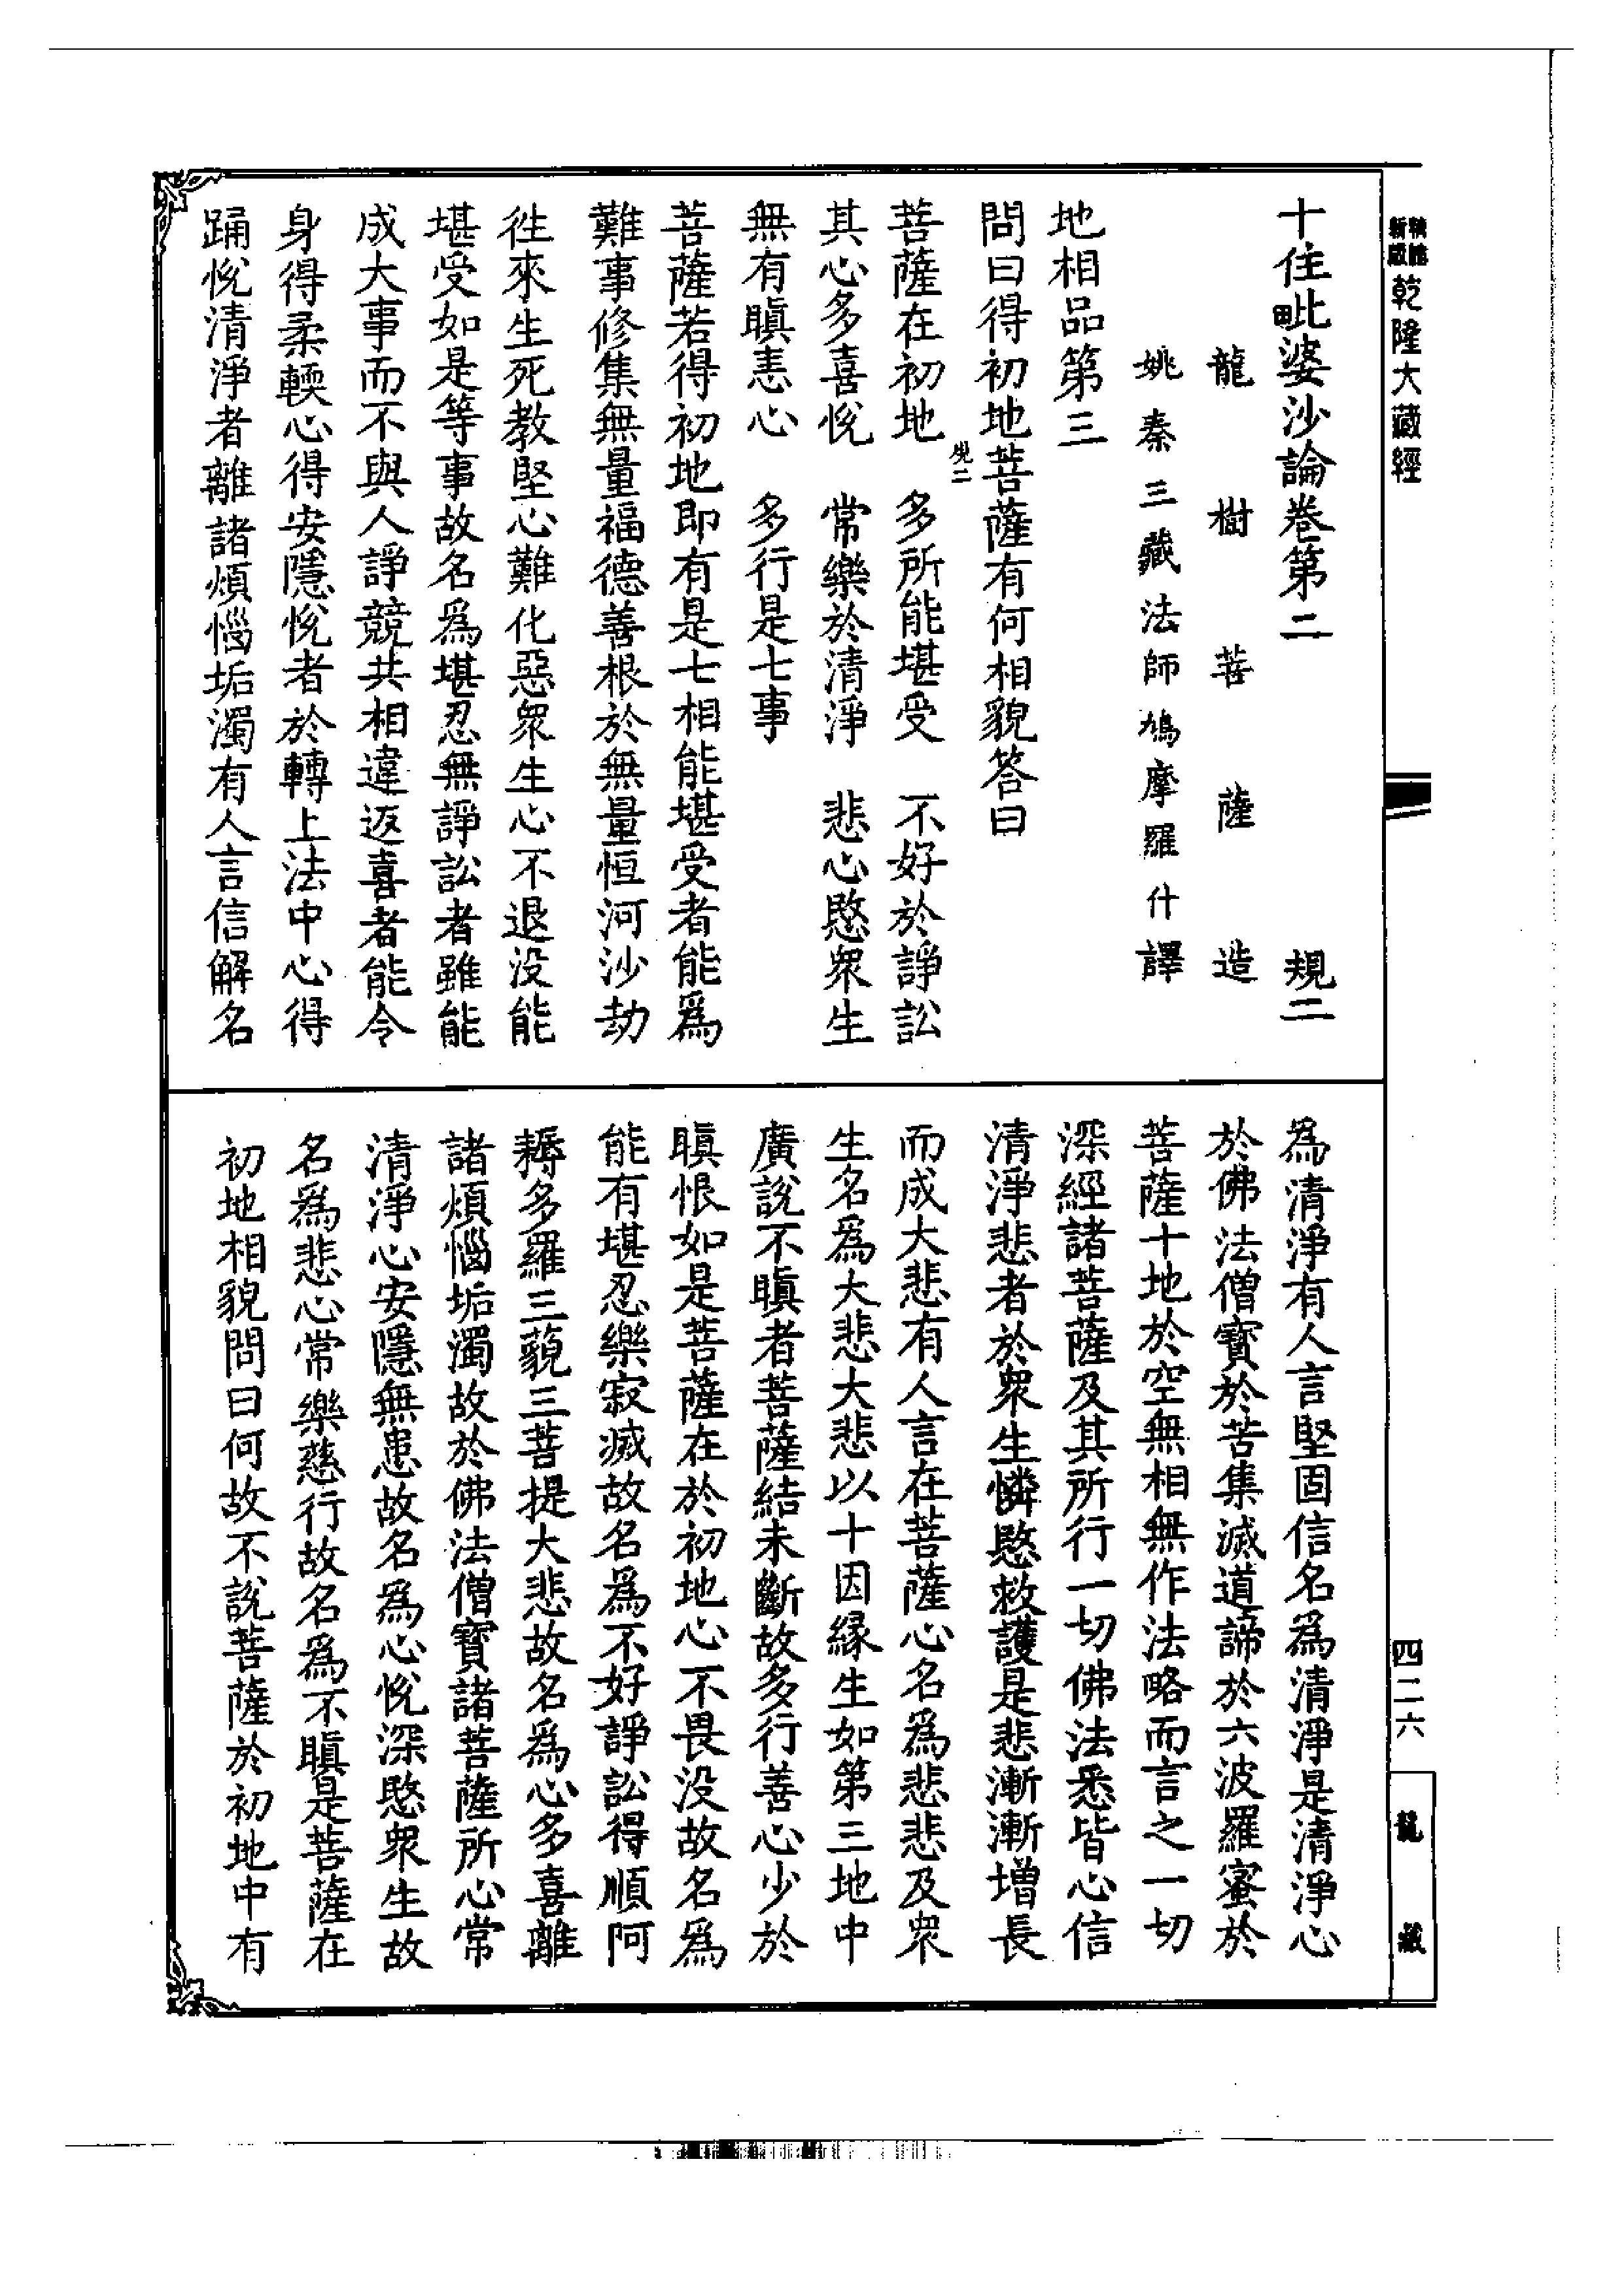 乾隆大藏經
十住毗婆沙論卷第二　規二
龍樹菩薩造
姚秦三藏法師鳩摩羅什譯
地相品第三
問曰得初地菩薩有何相貌答曰
菩薩在初地　多所能堪受　不好於諍訟
其心多喜悅　常樂於清淨　悲心愍眾生
無有瞋恚心　多行是七事
菩薩若得初地即有是七相能堪受者能爲
難事修集無量福德善根於無量恒河沙劫
徃來生死教堅心難化惡眾生心不退没能
堪受如是等事故名爲堪忍無諍訟者雖能
成大事而不與人諍競共相違返喜者能令
身得柔輭心得安隱悅者於轉上法中心得
踊悅清淨者離諸煩惱垢濁有人言信解名
爲清淨有人言堅固信名爲清淨是清淨心
於佛法僧寶於苦集滅道諦於六波羅蜜於
菩薩十地於空無相無作法略而言之一切
深經諸菩薩及其所行一切佛法悉皆心信
清淨悲者於眾生憐愍救護是悲漸漸增長
而成大悲有人言在菩薩心名爲悲悲及眾
生名爲大悲大悲以十因緣生如第三地中
廣說不瞋者菩薩結未斷故多行善心少於
瞋恨如是菩薩在於初地心不畏没故名爲
能有堪忍樂寂滅故名爲不好諍訟得順阿
耨多羅三藐三菩提大悲故名爲心多喜離
諸煩惱垢濁故於佛法僧寶諸菩薩所心常
清淨心安隱無患故名爲心悅深愍眾生故
名爲悲心常樂慈行故名爲不瞋是菩薩在
初地相貌問曰何故不說菩薩於初地中有
四二六
龍藏